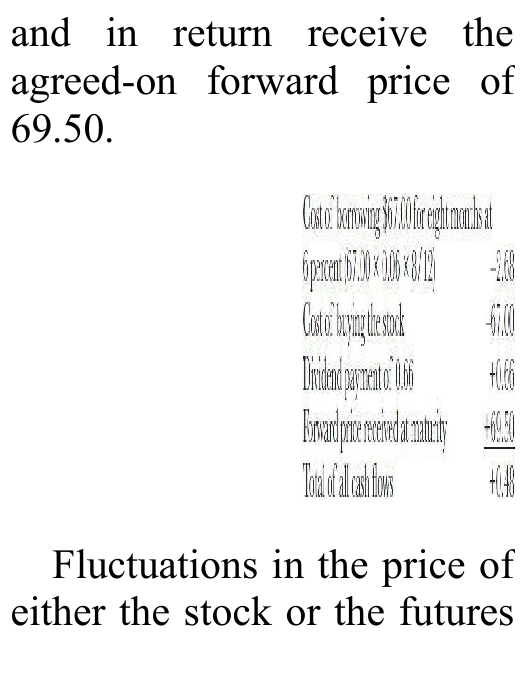 and in return receive the
agreed-on forward price of
69.50.
Cost of borrowing $67.00 for eight months at
6 percent (67.00 × 0.06 × 8/12) –2.68
Cost of buying the stock –67.00
Dividend payment of 0.66 +0.66
Forward price received at maturity +69.50
Total of all cash flows +0.48
Fluctuations in the price of
either the stock or the futures